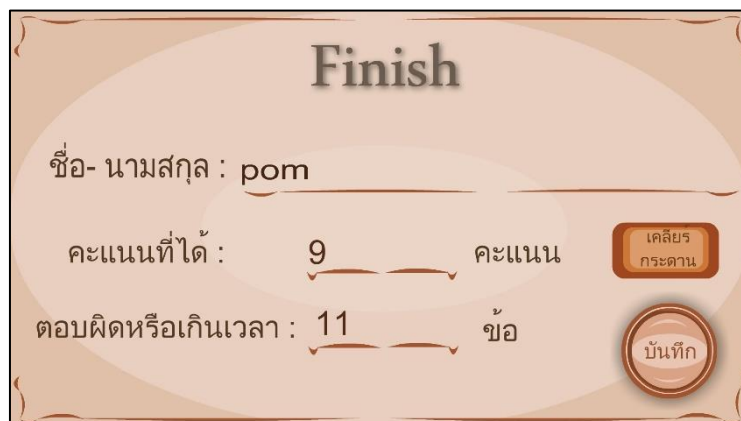 Finish
ชื่อ- นามสกุล : pom
คะแนนที่ได้ : 9 คะแนน
เคลียร์
กระดาน
ตอบผิดหรือเกินเวลา : 11 ข้อ
บันทึก